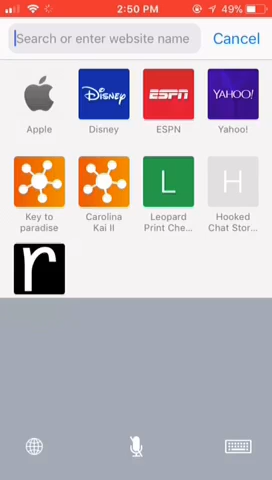 2:50 PM 49%
Search or enter website name Cancel
Disney ESFN YAHOO!
Apple Disney ESPN Yahoo!
L H
Key to paradise
Carolina Kai II
Leopard Print Che...
Hooked Chat Stor...
r